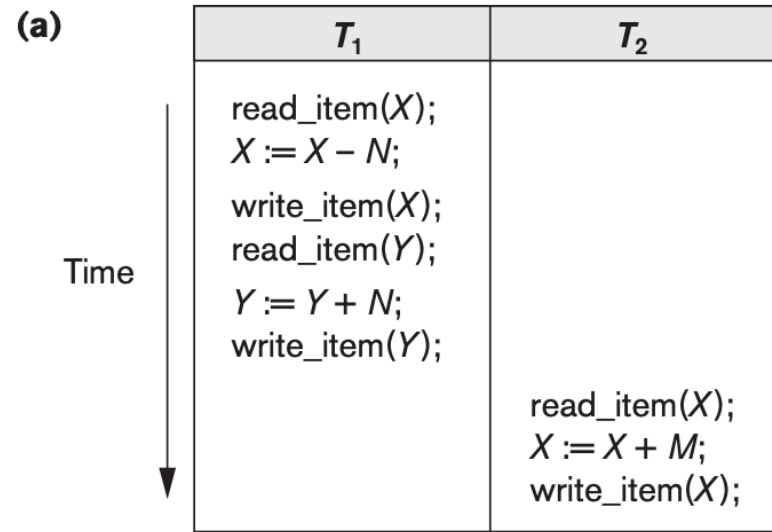 (a)
T₁ T₂
read_item(X);
X := X – N;
write_item(X);
read_item(Y);
Time
Y := Y + N;
write_item(Y);
read_item(X);
X := X + M;
write_item(X);